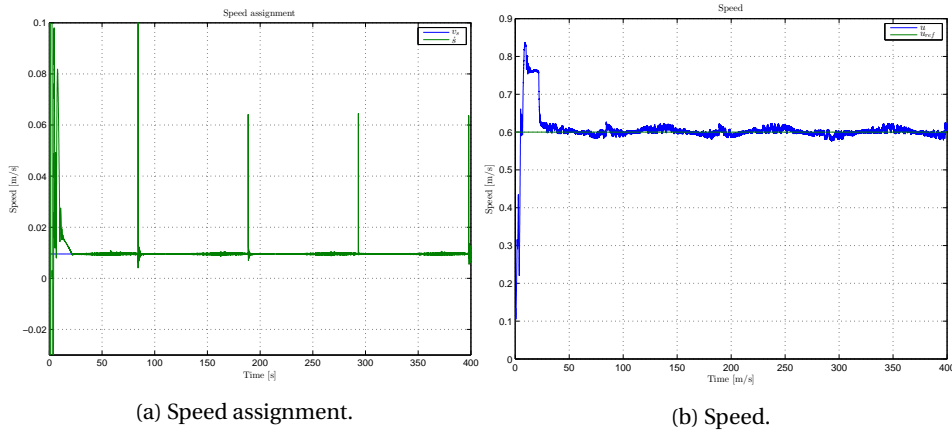 Speed assignment
0.1
0.08
0.06
0.04
0.02
0
−0.02
Speed [m/s]
0 50 100 150 200 250 300 350 400
Time [s]
v_s
ṡ
(a) Speed assignment.
Speed
0.9
0.8
0.7
0.6
0.5
0.4
0.3
0.2
0.1
0
Speed [m/s]
0 50 100 150 200 250 300 350 400
Time [m/s]
u
u_ref
(b) Speed.